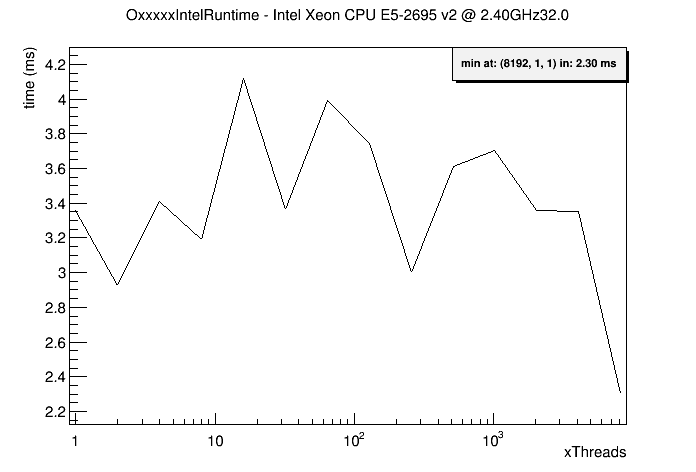 OxxxxxIntelRuntime - Intel Xeon CPU E5-2695 v2 @ 2.40GHz32.0
time (ms)
min at: (8192, 1, 1) in: 2.30 ms
4.2
4
3.8
3.6
3.4
3.2
3
2.8
2.6
2.4
2.2
1 10 10² 10³
xThreads